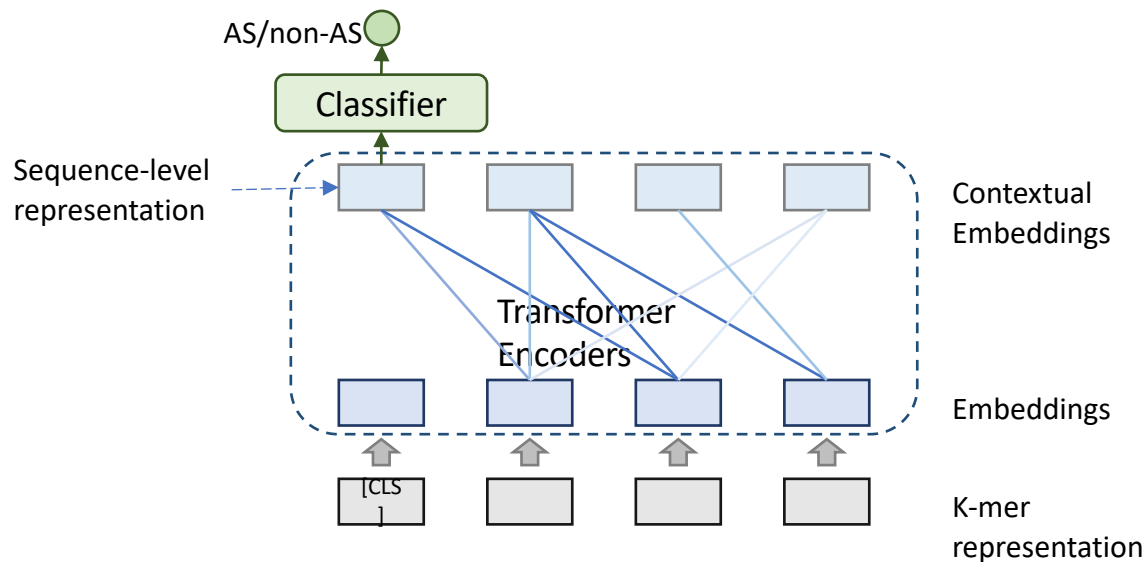 AS/non-AS
Classifier
Sequence-level
representation
Contextual
Embeddings
Transformer
Encoders
Embeddings
[CLS
]
K-mer
representation